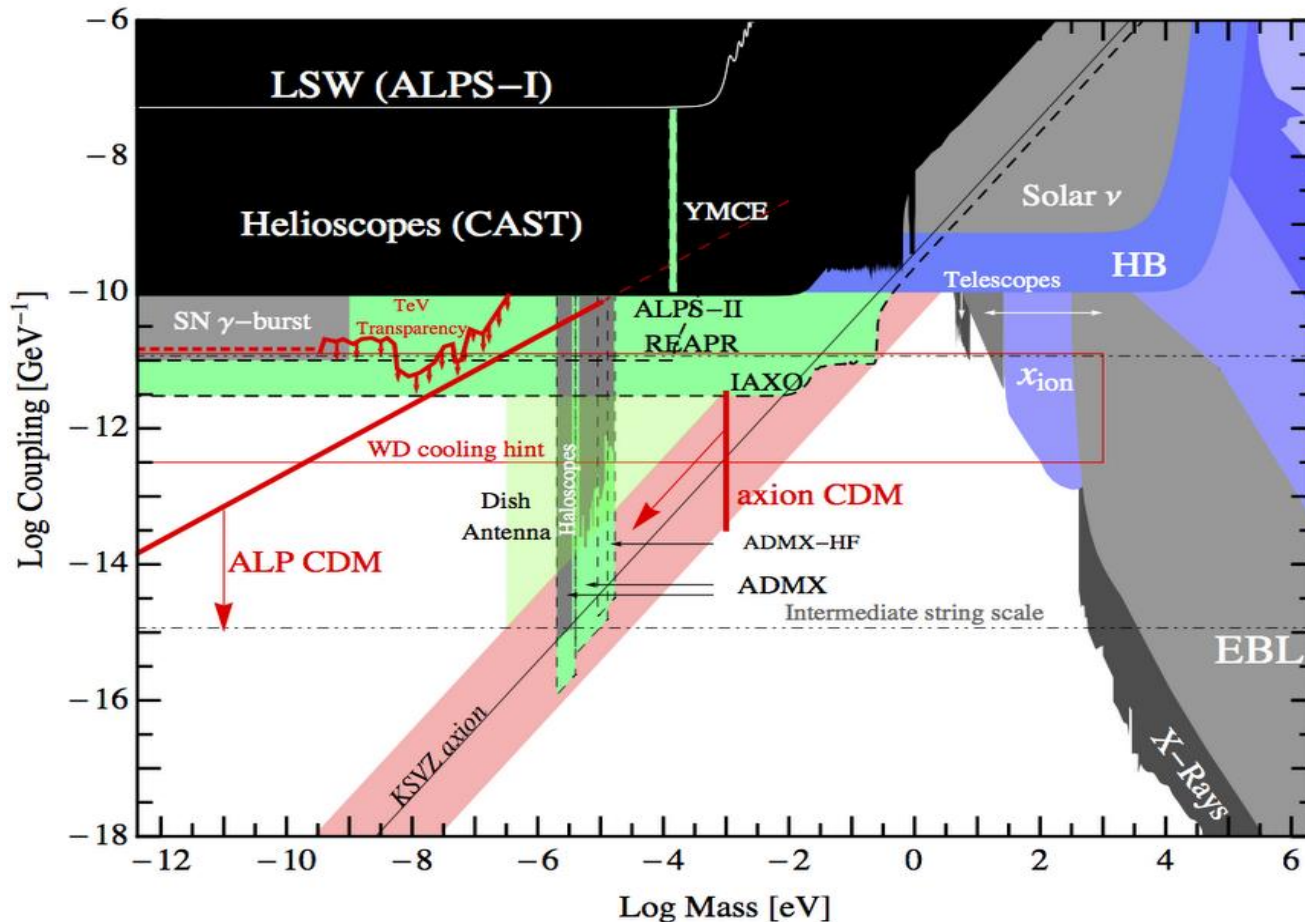 −6
LSW (ALPS−I)
−8
YMCE
Solar ν
Helioscopes (CAST)
HB
−10
Telescopes
SN γ−burst
TeV
Transparency
ALPS−II
REAPR
IAXO
xion
−12
WD cooling hint
Haloscopes
Dish
Antenna
axion CDM
ADMX−HF
−14
ALP CDM
ADMX
Intermediate string scale
EBL
−16
KSVZ axion
X−Rays
−18
−12 −10 −8 −6 −4 −2 0 2 4 6
Log Mass [eV]
Log Coupling [GeV−1]